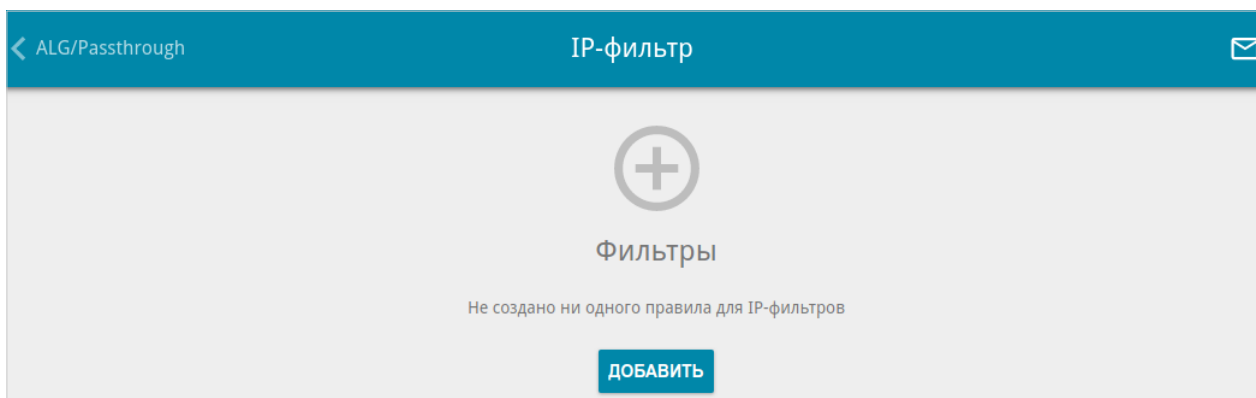 ALG/Passthrough
IP-фильтр
Фильтры
Не создано ни одного правила для IP-фильтров
ДОБАВИТЬ